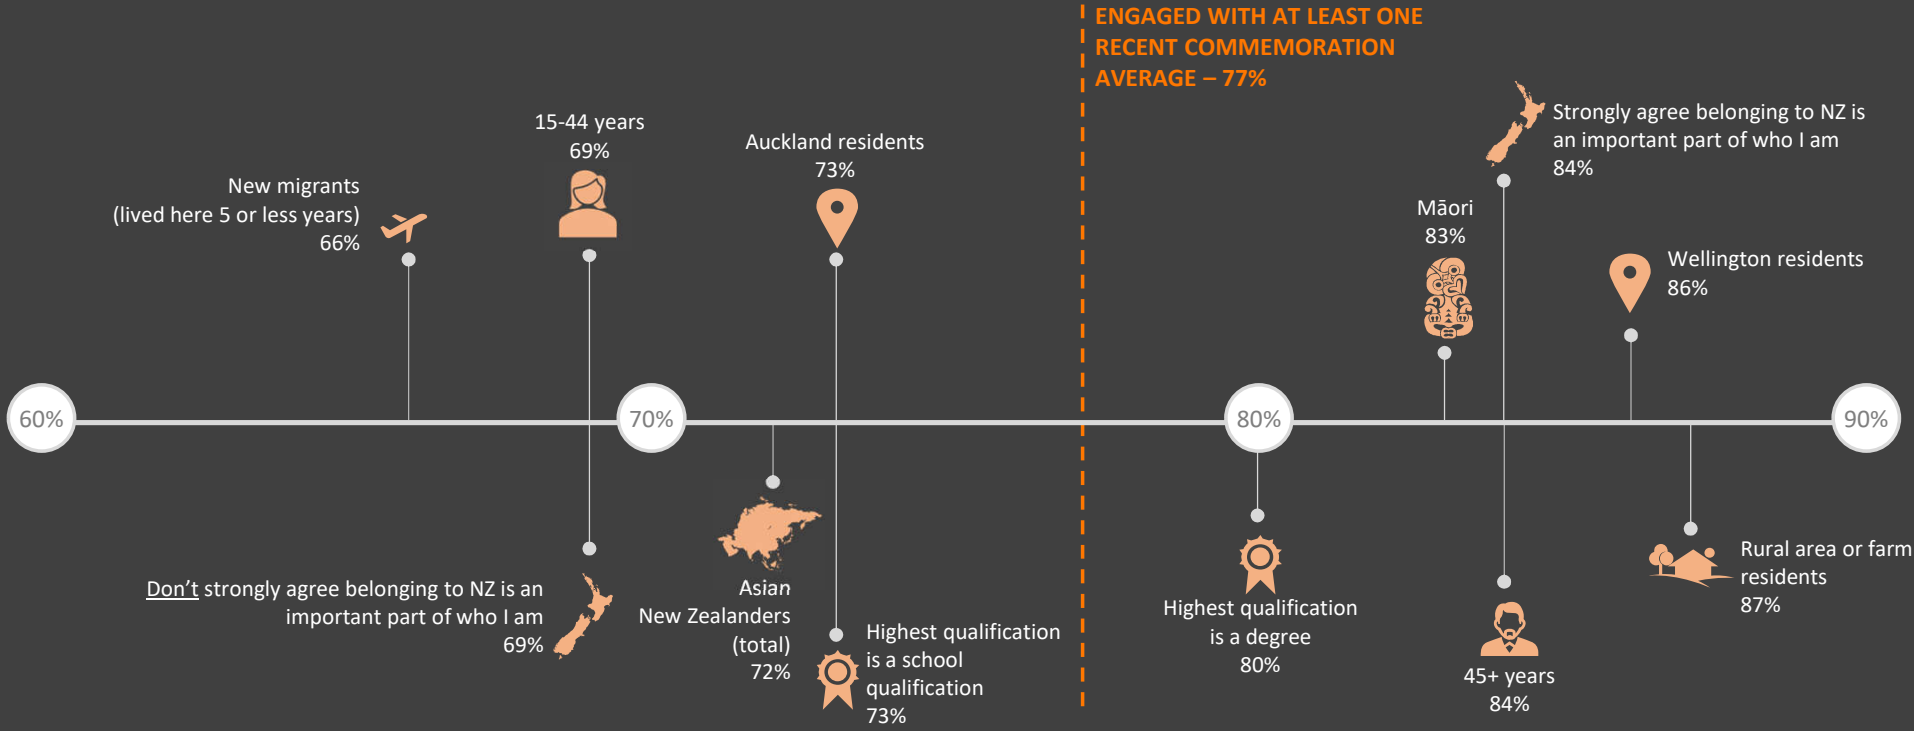 ENGAGED WITH AT LEAST ONE
RECENT COMMEMORATION
AVERAGE – 77%
New migrants
(lived here 5 or less years)
66%
15-44 years
69%
Auckland residents
73%
Māori
83%
Strongly agree belonging to NZ is
an important part of who I am
84%
Wellington residents
86%
60%
70%
80%
90%
Don't strongly agree belonging to NZ is an
important part of who I am
69%
Asian
New Zealanders
(total)
72%
Highest qualification
is a school
qualification
73%
Highest qualification
is a degree
80%
45+ years
84%
Rural area or farm
residents
87%